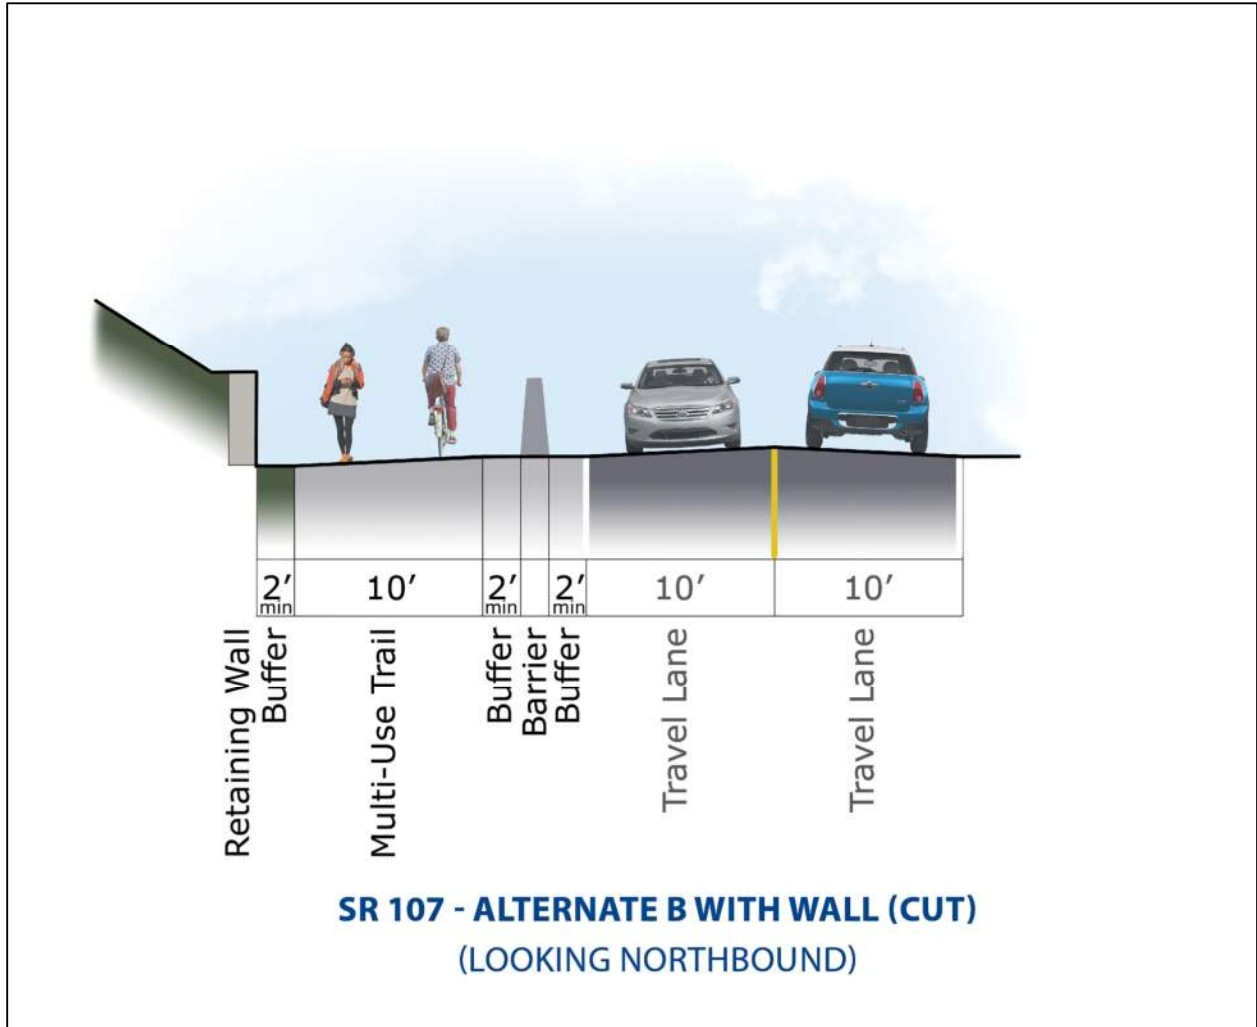 2' 10' 2' 2' 10' 10'
min min min
Retaining Wall
Buffer
Multi-Use Trail
Buffer
Barrier
Buffer
Travel Lane
Travel Lane
SR 107 - ALTERNATE B WITH WALL (CUT)
(LOOKING NORTHBOUND)